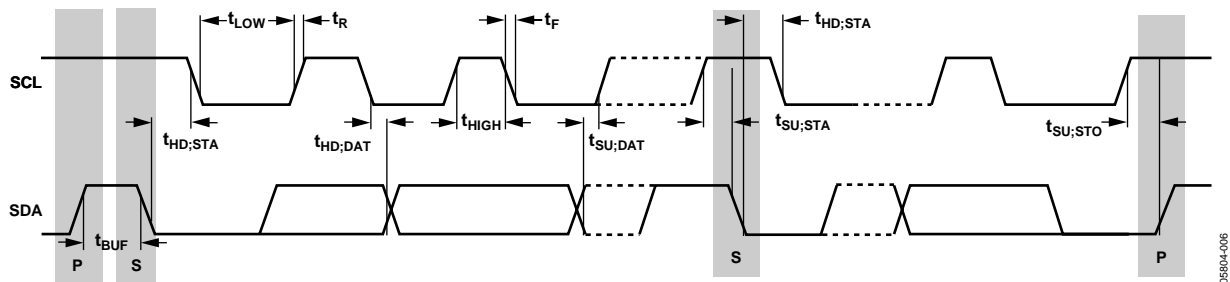 tLOW
tR
tF
tHD;STA
SCL
tHD;STA
tHD;DAT
tHIGH
tSU;DAT
tSU;STA
tSU;STO
SDA
tBUF
P
S
S
P
05804-006